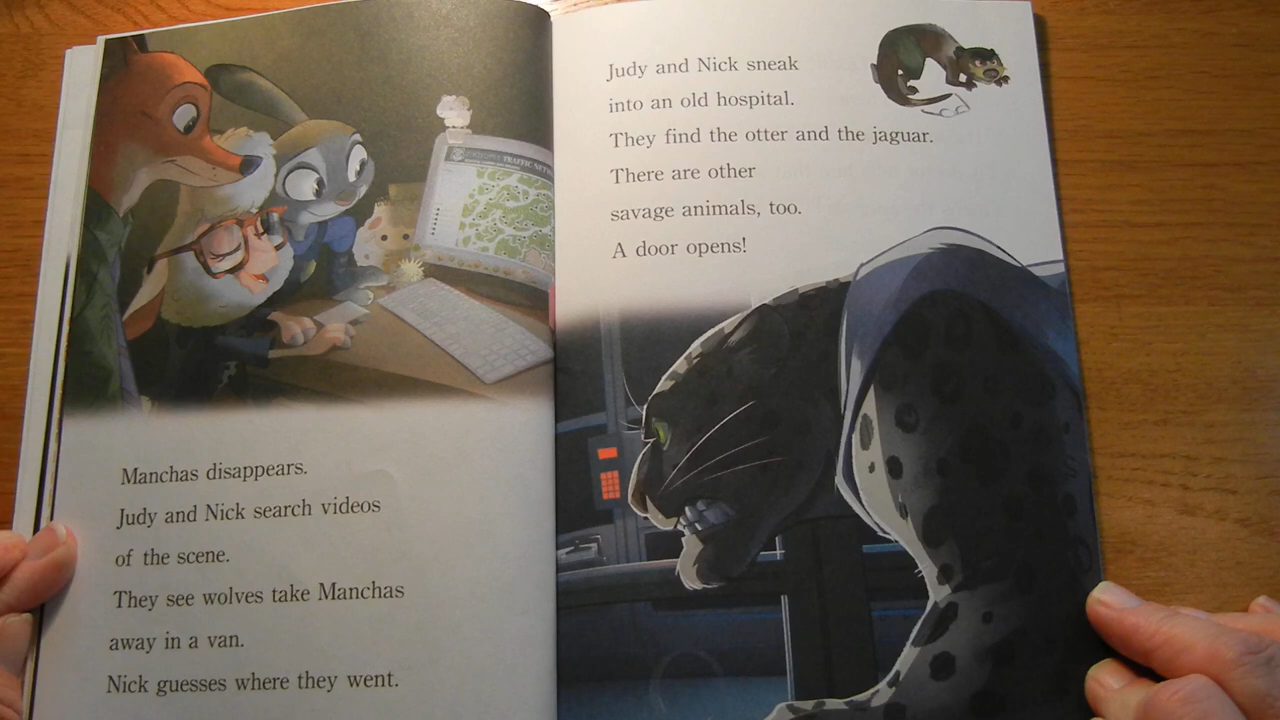 TRAFFIC
Manchas disappears.
Judy and Nick search videos
of the scene.
They see wolves take Manchas
away in a van.
Nick guesses where they went.
Judy and Nick sneak
into an old hospital.
They find the otter and the jaguar.
There are other
savage animals, too.
A door opens!